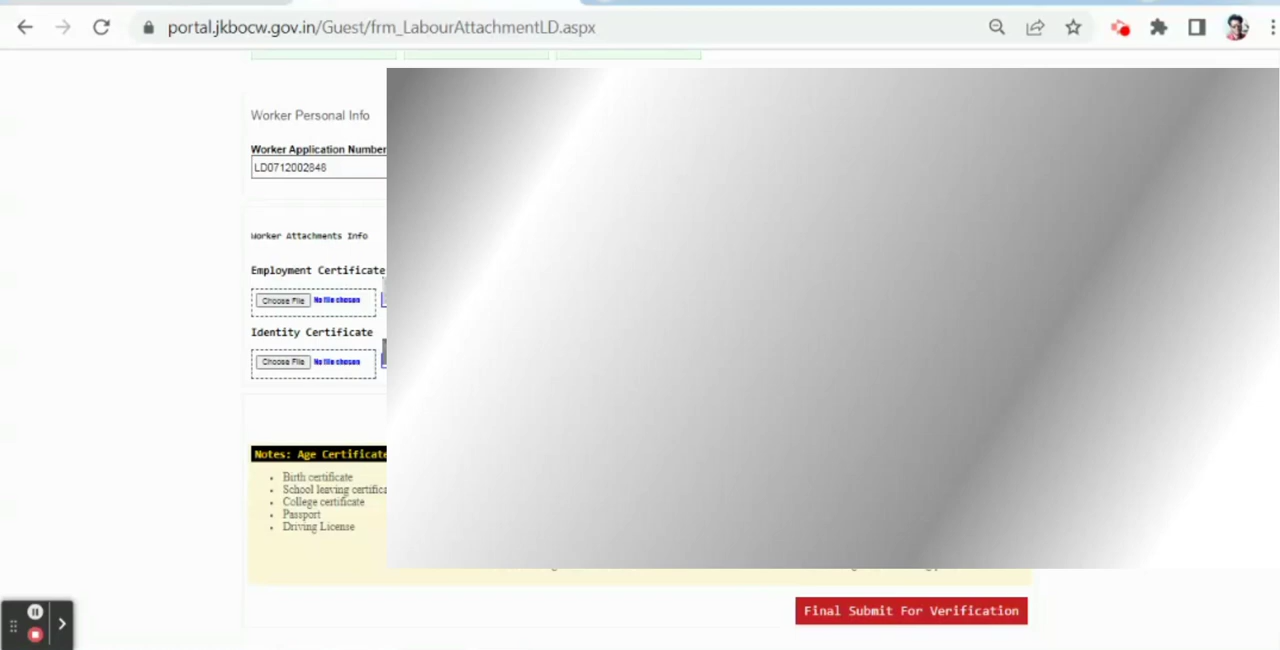 portal.jkbocw.gov.in/Guest/frm_LabourAttachmentLD.aspx
Worker Personal Info
Worker Application Number
LD0712002848
Worker Attachments Info
Employment Certificate
Choose File No file chosen
Identity Certificate
Choose File No file chosen
Notes: Age Certificate
Birth certificate
School leaving
College certificate
Passport
Driving License
Final Submit For Verification